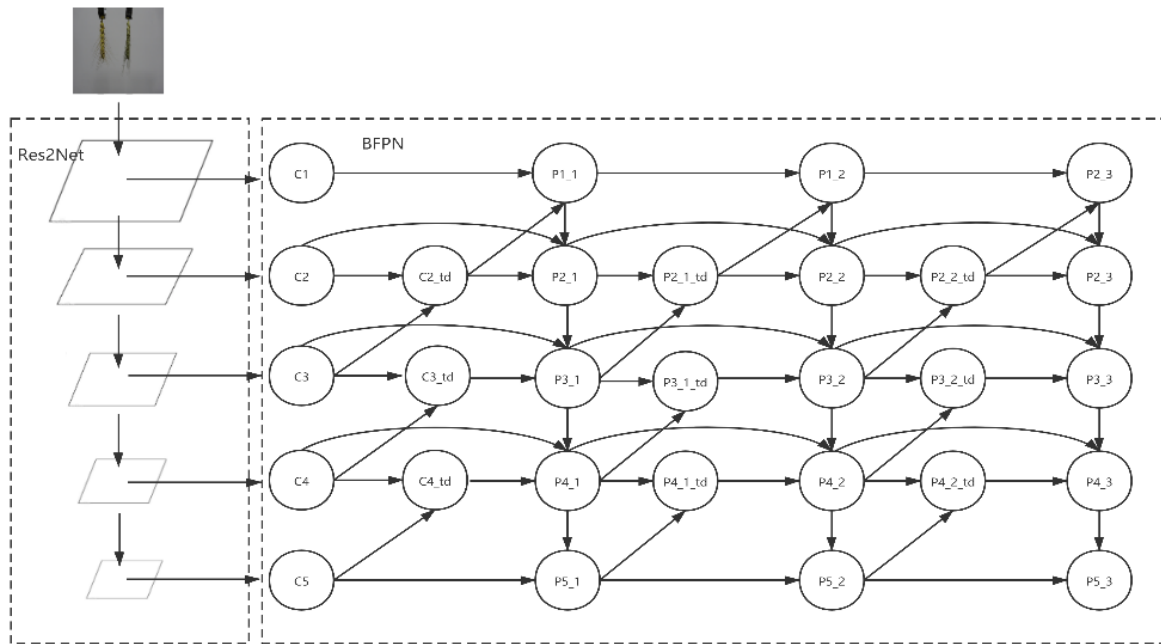 Res2Net
BFPN
C1
P1_1
P1_2
P2_3
C2
C2_td
P2_1
P2_1_td
P2_2
P2_2_td
P2_3
C3
C3_td
P3_1
P3_1_td
P3_2
P3_2_td
P3_3
C4
C4_td
P4_1
P4_1_td
P4_2
P4_2_td
P4_3
C5
P5_1
P5_2
P5_3